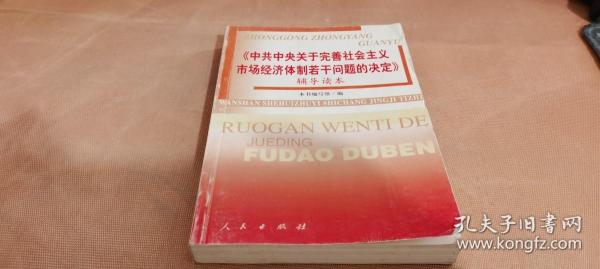 ZHONGGONG ZHONGYANG
GUANYU
《中共中央关于完善社会主义
市场经济体制若干问题的决定》
辅导读本
本书编写组 编
WANSHAN SHEHUIZHUYI SHICHANG JINGJI TIZHI
RUOGAN WENTI DE
JUEDING
FUDAO DUBEN
人民出版社
孔夫子旧书网
www.kongfz.com